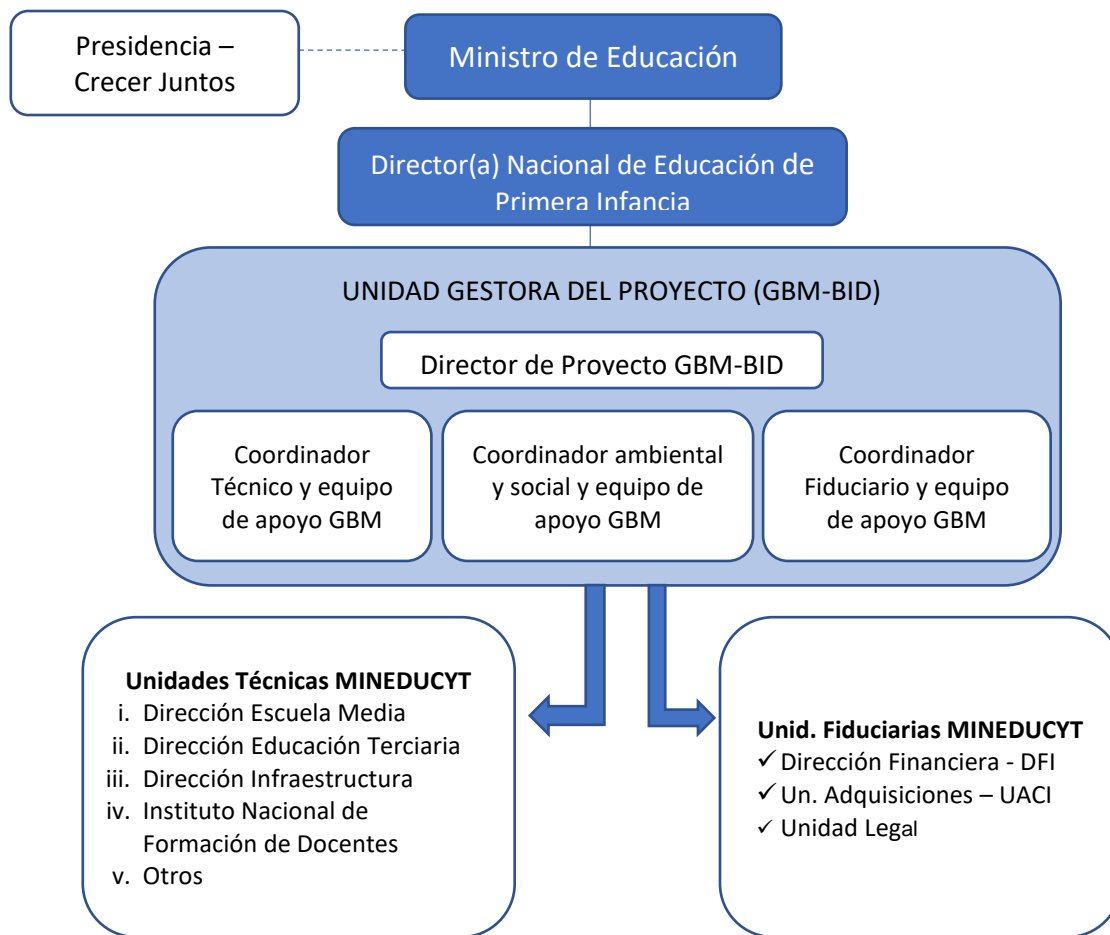 Presidencia –
Crecer Juntos
Ministro de Educación
Director(a) Nacional de Educación de
Primera Infancia
UNIDAD GESTORA DEL PROYECTO (GBM-BID)
Director de Proyecto GBM-BID
Coordinador
Técnico y equipo
de apoyo GBM
Coordinador ambiental
y social y equipo de
apoyo GBM
Coordinador
Fiduciario y equipo
de apoyo GBM
Unidades Técnicas MINEDUCYT
i. Dirección Escuela Media
ii. Dirección Educación Terciaria
iii. Dirección Infraestructura
iv. Instituto Nacional de
Formación de Docentes
v. Otros
Unid. Fiduciarias MINEDUCYT
✓ Dirección Financiera - DFI
✓ Un. Adquisiciones – UACI
✓ Unidad Legal